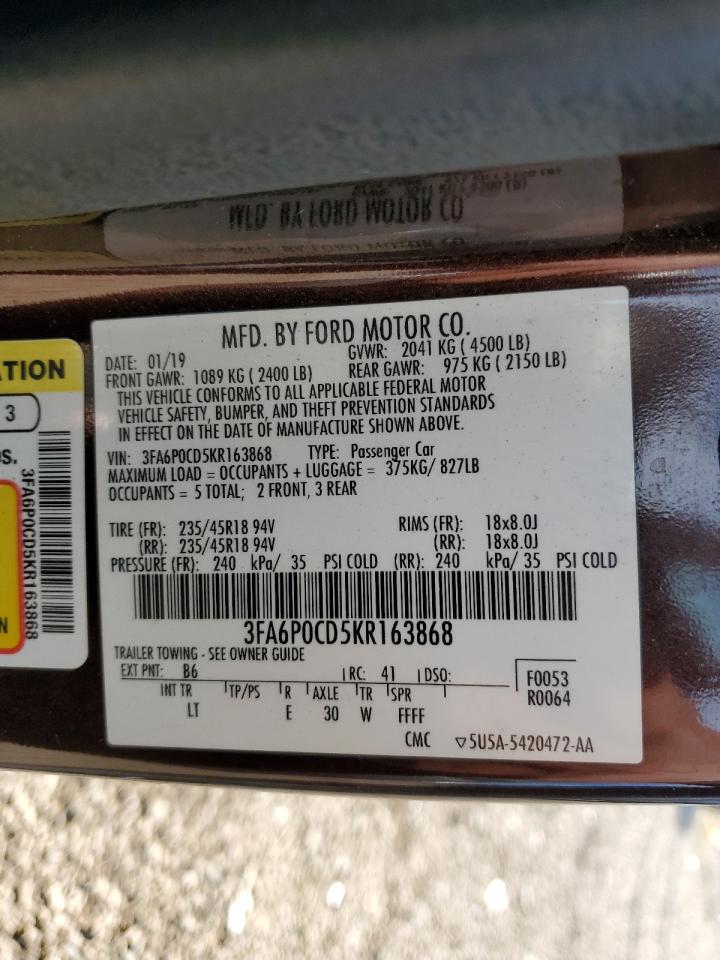 MFD. BY FORD MOTOR CO.
DATE: 01/19 GVWR: 2041 KG ( 4500 LB)
FRONT GAWR: 1089 KG ( 2400 LB) REAR GAWR: 975 KG ( 2150 LB)
THIS VEHICLE CONFORMS TO ALL APPLICABLE FEDERAL MOTOR
VEHICLE SAFETY, BUMPER, AND THEFT PREVENTION STANDARDS
IN EFFECT ON THE DATE OF MANUFACTURE SHOWN ABOVE.
VIN: 3FA6P0CD5KR163868 TYPE: Passenger Car
MAXIMUM LOAD = OCCUPANTS + LUGGAGE = 375KG/ 827LB
OCCUPANTS = 5 TOTAL; 2 FRONT, 3 REAR
TIRE (FR): 235/45R18 94V RIMS (FR): 18x8.0J
(RR): 235/45R18 94V (RR): 18x8.0J
PRESSURE (FR): 240 kPa/ 35 PSI COLD (RR): 240 kPa/ 35 PSI COLD
3FA6P0CD5KR163868
TRAILER TOWING - SEE OWNER GUIDE
EXT PNT: B6 RC: 41 DSO:
F0053
R0064
INT TR TP/PS R AXLE TR SPR
LT E 30 W FFFF
CMC ▽5U5A-5420472-AA
ATION
3
OS.
3FA6P0CD5KR163868
N